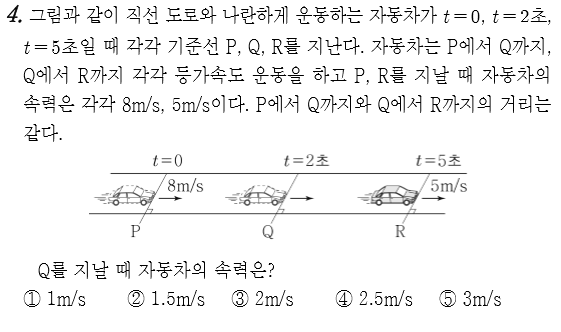 4. 그림과 같이 직선 도로와 나란하게 운동하는 자동차가 t=0, t=2초,
t=5초일 때 각각 기준선 P, Q, R를 지난다. 자동차는 P에서 Q까지,
Q에서 R까지 각각 등가속도 운동을 하고 P, R를 지날 때 자동차의
속력은 각각 8m/s, 5m/s이다. P에서 Q까지와 Q에서 R까지의 거리는
같다.
t=0 t=2초 t=5초
8m/s 5m/s
P Q R
Q를 지날 때 자동차의 속력은?
① 1m/s ② 1.5m/s ③ 2m/s ④ 2.5m/s ⑤ 3m/s